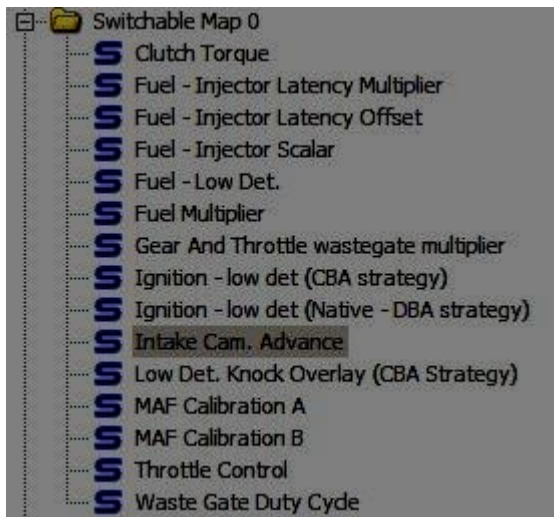 Switchable Map 0
Clutch Torque
Fuel - Injector Latency Multiplier
Fuel - Injector Latency Offset
Fuel - Injector Scalar
Fuel - Low Det.
Fuel Multiplier
Gear And Throttle wastegate multiplier
Ignition - low det (CBA strategy)
Ignition - low det (Native - DBA strategy)
Intake Cam. Advance
Low Det. Knock Overlay (CBA Strategy)
MAF Calibration A
MAF Calibration B
Throttle Control
Waste Gate Duty Cycle